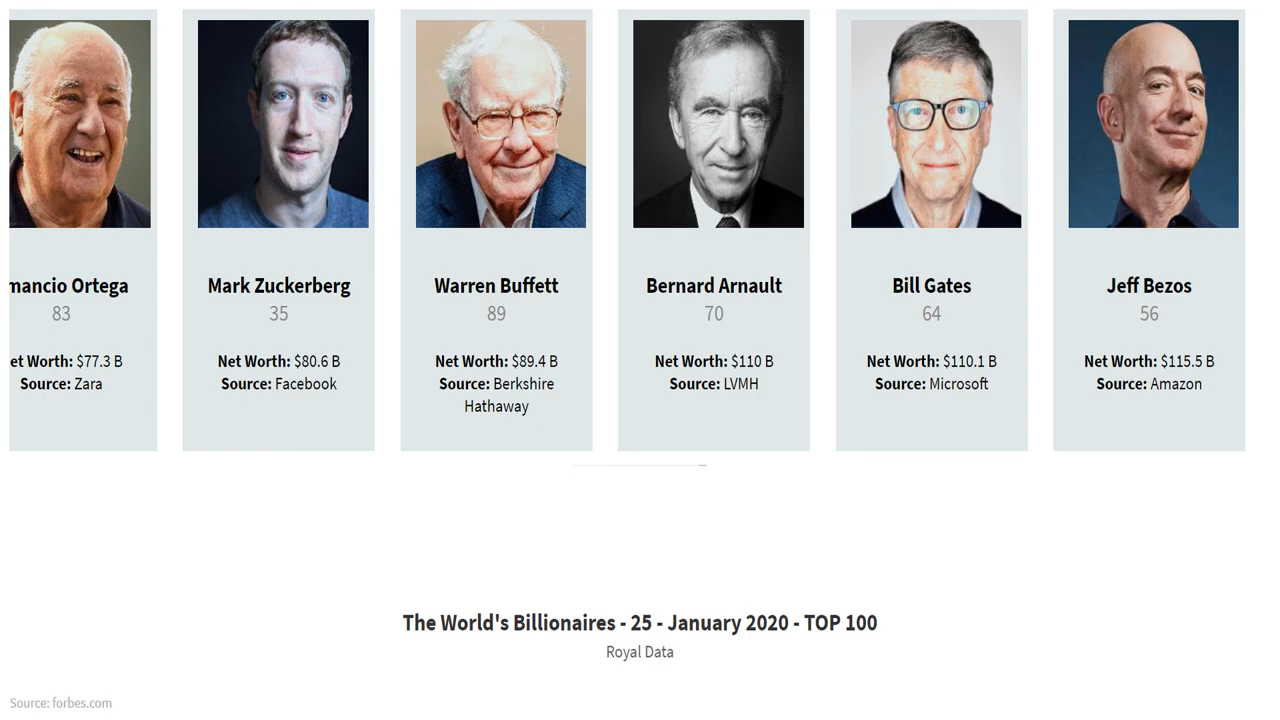 mancio Ortega
83
et Worth: $77.3 B
Source: Zara
Mark Zuckerberg
35
Net Worth: $80.6 B
Source: Facebook
Warren Buffett
89
Net Worth: $89.4 B
Source: Berkshire
Hathaway
Bernard Arnault
70
Net Worth: $110 B
Source: LVMH
Bill Gates
64
Net Worth: $110.1 B
Source: Microsoft
Jeff Bezos
56
Net Worth: $115.5 B
Source: Amazon
The World's Billionaires - 25 - January 2020 - TOP 100
Royal Data
Source: forbes.com